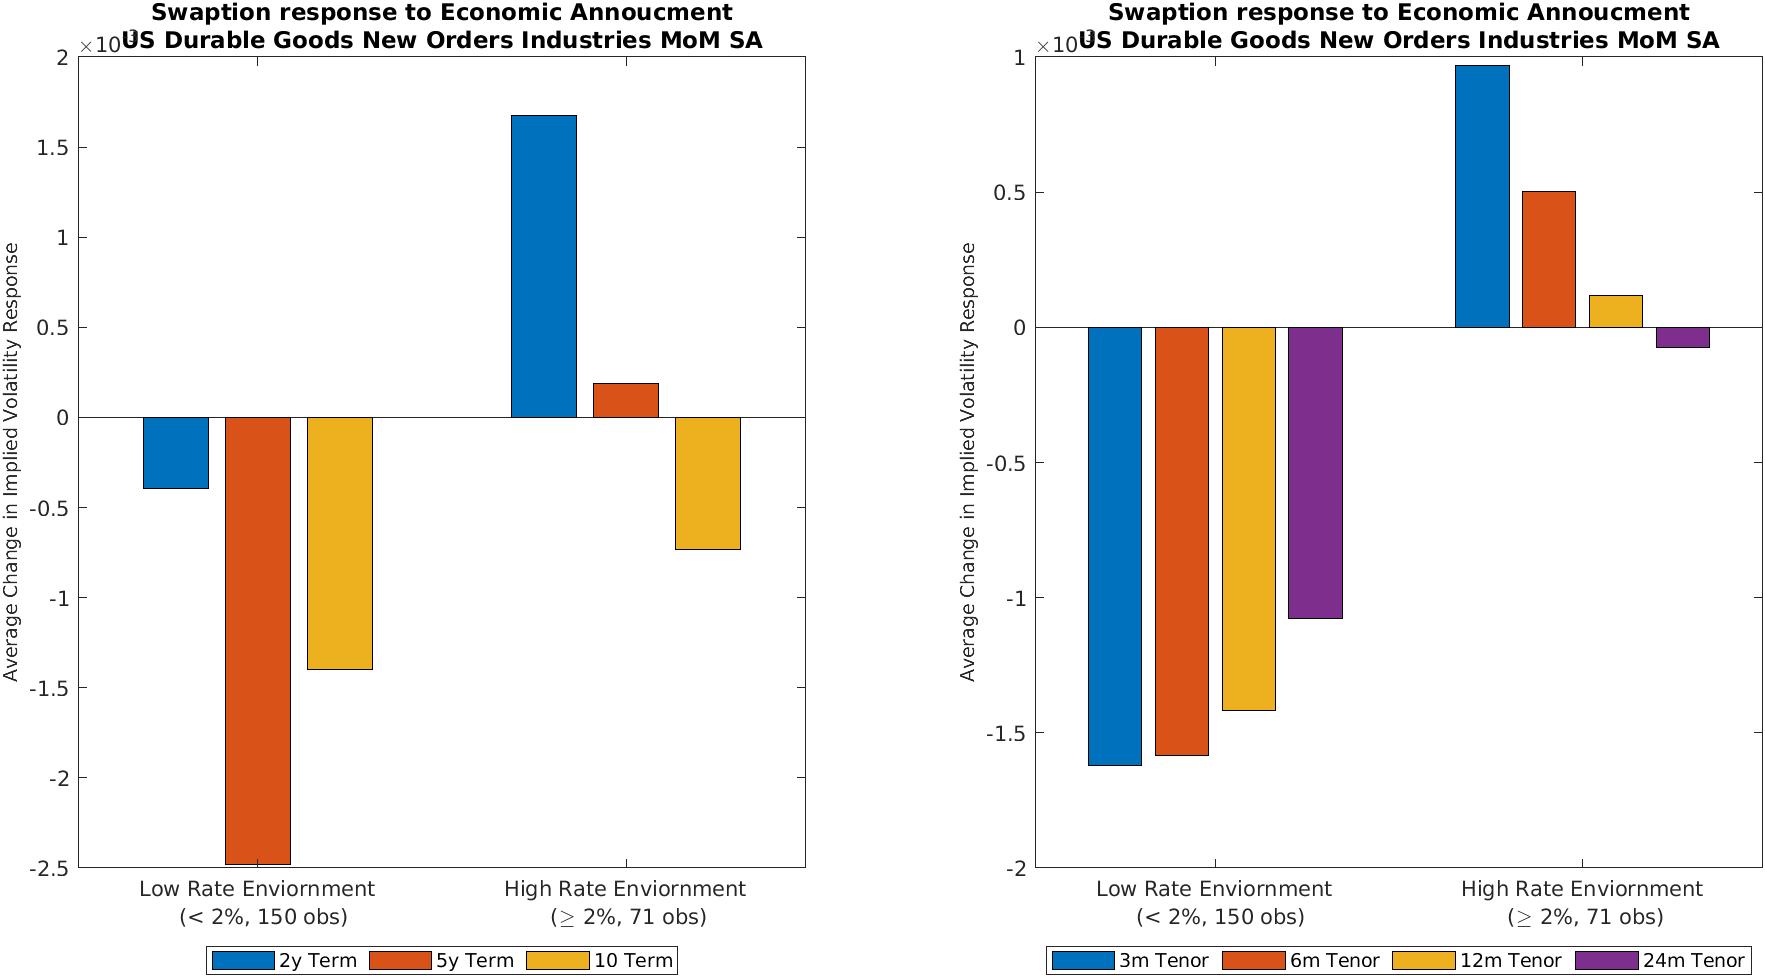 Swaption response to Economic Annoucment
US Durable Goods New Orders Industries MoM SA
×10
2
1.5
1
0.5
0
-0.5
-1
-1.5
-2
-2.5
Average Change in Implied Volatility Response
Low Rate Enviornment
(< 2%, 150 obs)
High Rate Enviornment
(≥ 2%, 71 obs)
2y Term
5y Term
10 Term
Swaption response to Economic Annoucment
US Durable Goods New Orders Industries MoM SA
×10
1
0.5
0
-0.5
-1
-1.5
-2
Average Change in Implied Volatility Response
Low Rate Enviornment
(< 2%, 150 obs)
High Rate Enviornment
(≥ 2%, 71 obs)
3m Tenor
6m Tenor
12m Tenor
24m Tenor